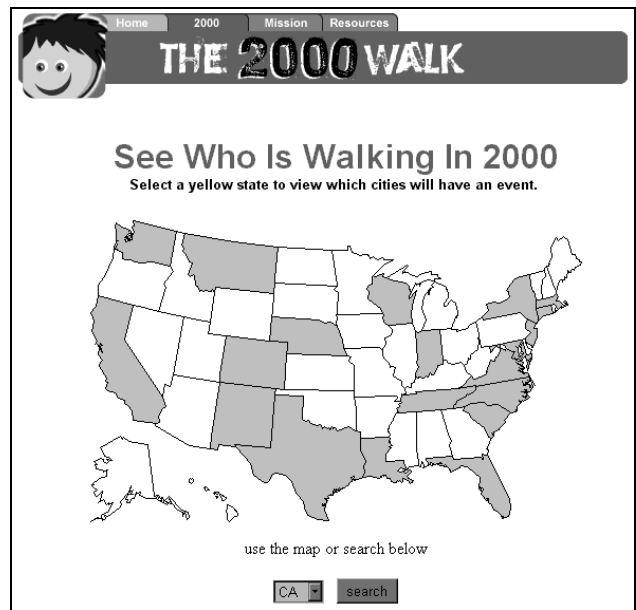 Home 2000 Mission Resources
THE 2000 WALK
See Who Is Walking In 2000
Select a yellow state to view which cities will have an event.
use the map or search below
CA search